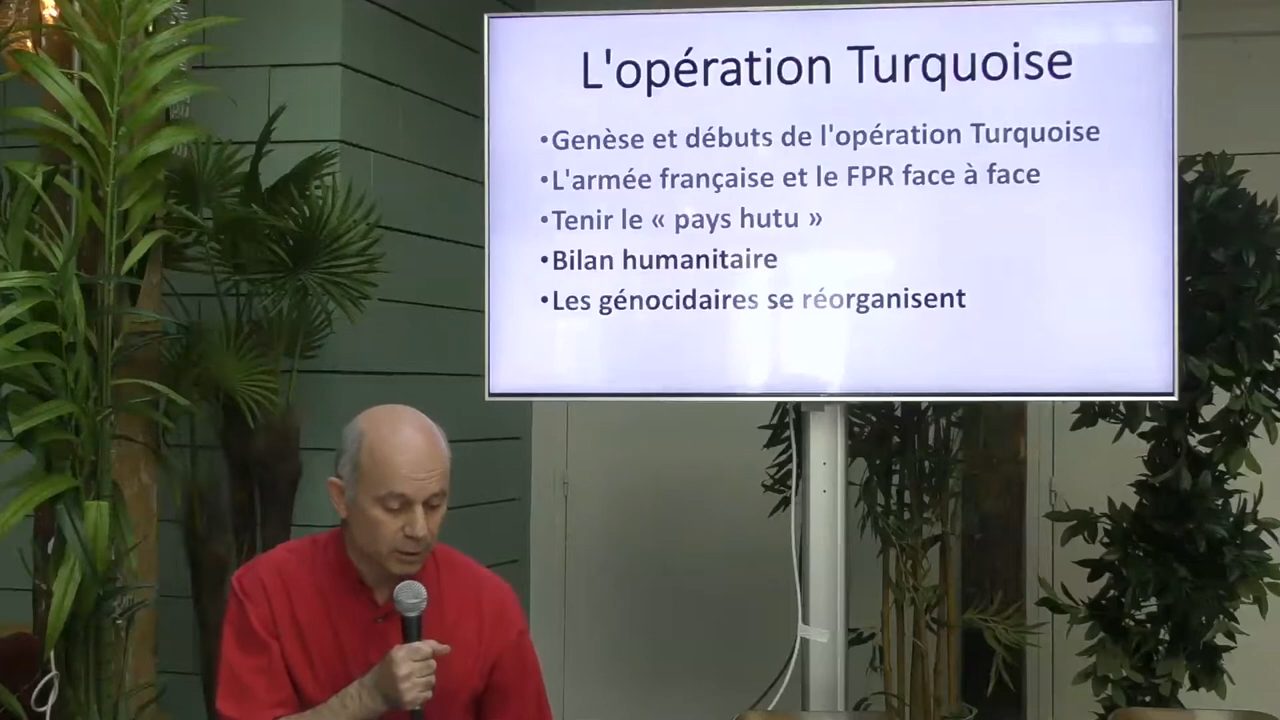 L'opération Turquoise
•Genèse et débuts de l'opération Turquoise
•L'armée française et le FPR face à face
•Tenir le « pays hutu »
•Bilan humanitaire
•Les génocidaires se réorganisent